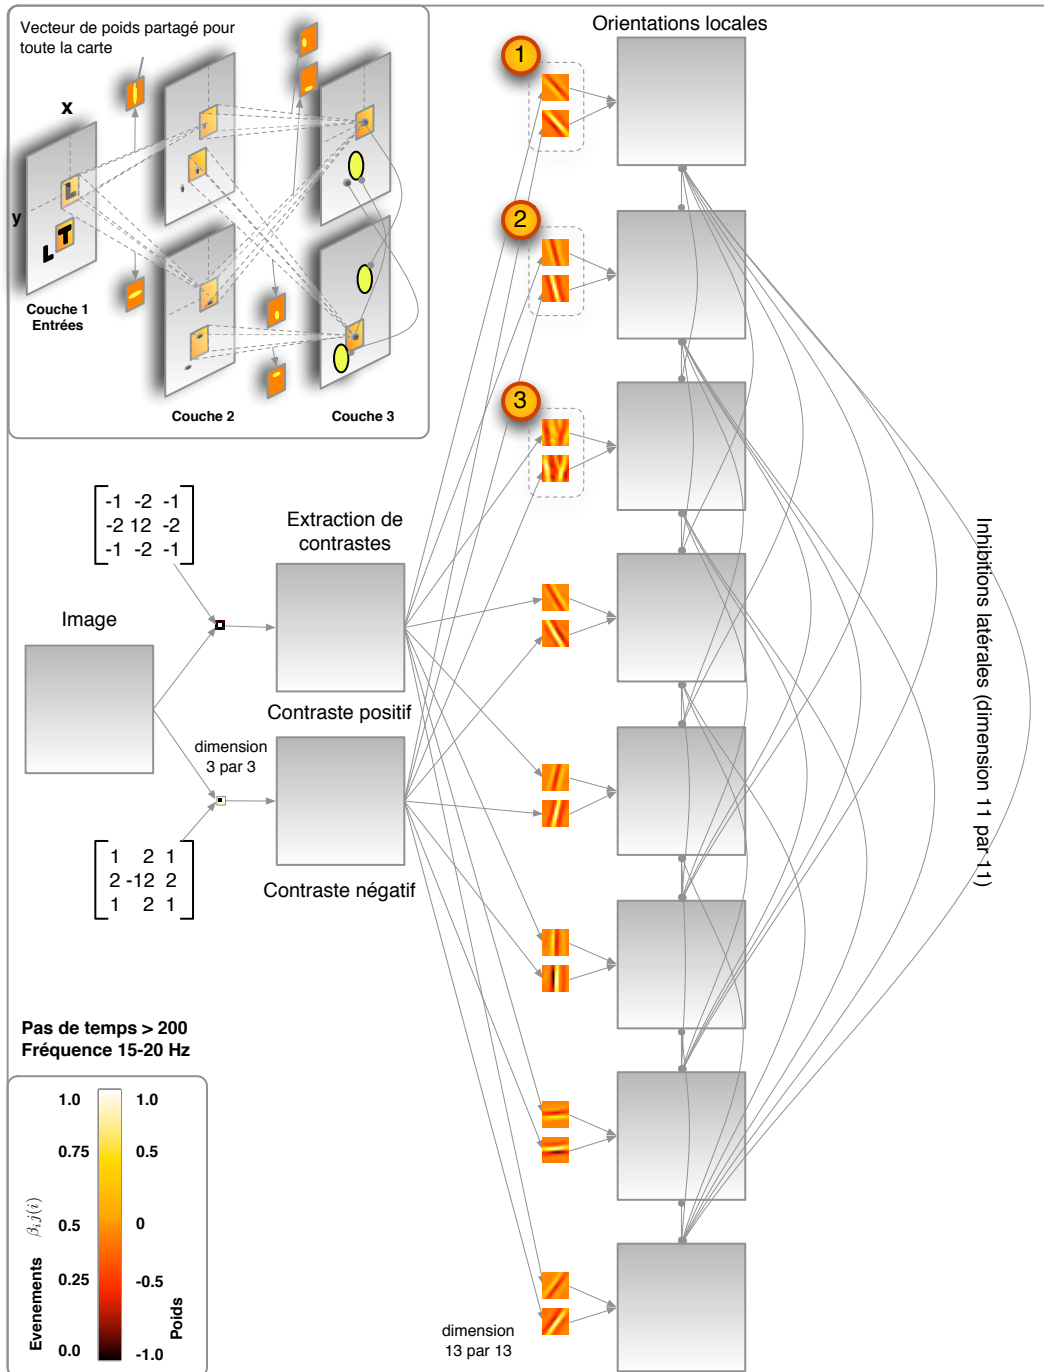 Vecteur de poids partagé pour
toute la carte
x
y
L
L
T
Couche 1
Entrées
Couche 2
Couche 3
Orientations locales
1
2
3
-1 -2 -1
-2 12 -2
-1 -2 -1
Extraction de
contrastes
Image
Contraste positif
dimension
3 par 3
1 2 1
2 -12 2
1 2 1
Contraste négatif
Inhibitions latérales (dimension 11 par 11)
Pas de temps > 200
Fréquence 15-20 Hz
1.0 1.0
0.75 0.5
0.5 0
0.25 -0.5
0.0 -1.0
Evenements βi,j(i)
Poids
dimension
13 par 13